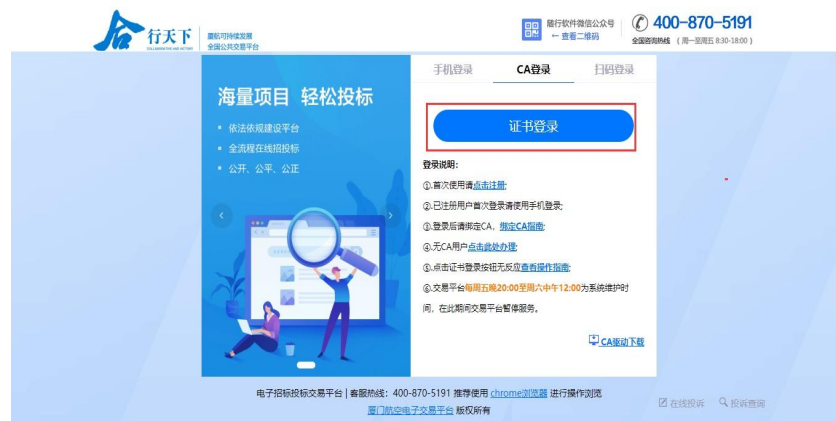 合行天下
厦航可持续发展
全国公共交易平台
随行软件微信公众号
← 查看二维码
400-870-5191
全国咨询热线 （周一至周五 8:30-18:00 ）
海量项目 轻松投标
• 依法依规建设平台
• 全流程在线招投标
• 公开、公平、公正
手机登录 CA登录 扫码登录
证书登录
登录说明：
①.首次使用请点击注册;
②.已注册用户首次登录请使用手机登录;
③.登录后请绑定CA，绑定CA指南;
④.无CA用户点击此处办理;
⑤.点击证书登录按钮无反应查看操作指南;
⑥.交易平台每周五晚20:00至周六中午12:00为系统维护时
间，在此期间交易平台暂停服务。
CA驱动下载
电子招标投标交易平台 | 客服热线：400-870-5191 推荐使用 chrome浏览器 进行操作浏览
厦门航空电子交易平台 版权所有
在线投诉 投诉查询